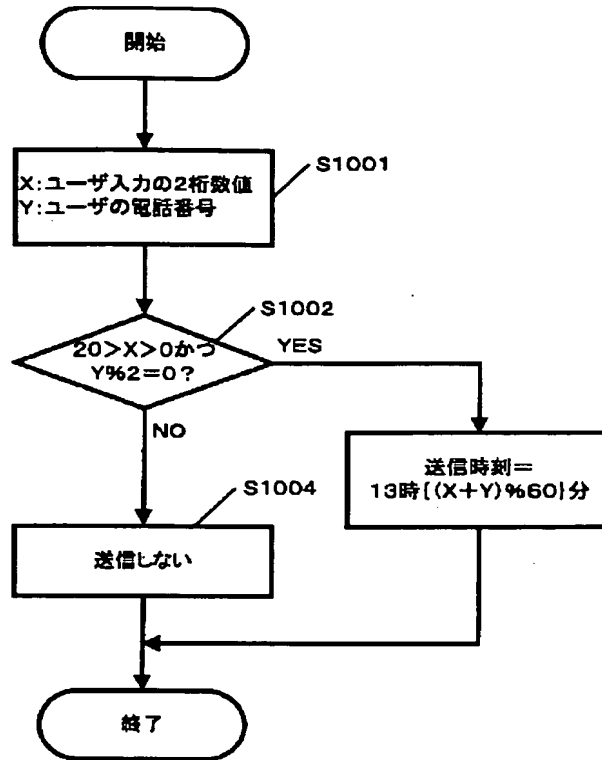 開始
S1001
X:ユーザ入力の2桁数値
Y:ユーザの電話番号
S1002
20>X>0かつ
Y%2=0?
YES
NO
送信時刻=
13時{(X+Y)%60}分
S1004
送信しない
終了